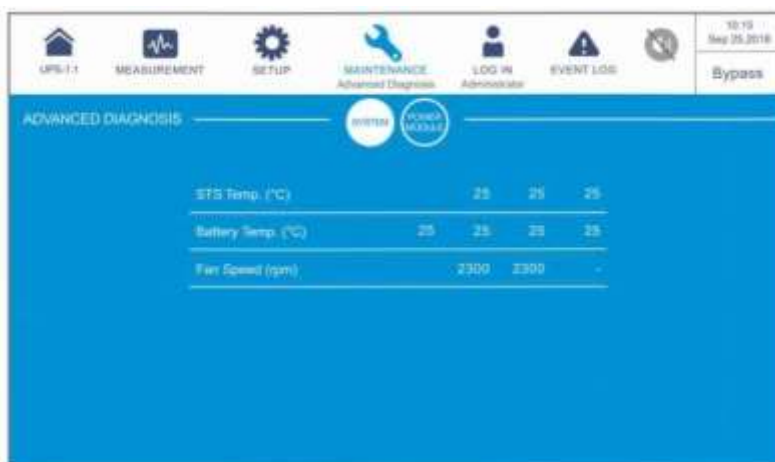 10:15
Sep 25,2018
UPS-1.1
MEASUREMENT
SETUP
MAINTENANCE
Advanced Diagnosis
LOG IN
Administrator
EVENT LOG
Bypass
ADVANCED DIAGNOSIS
SYSTEM
POWER
MODULE
STS Temp. (°C) 25 25 25
Battery Temp. (°C) 25 25 25 25
Fan Speed (rpm) 2300 2300 -